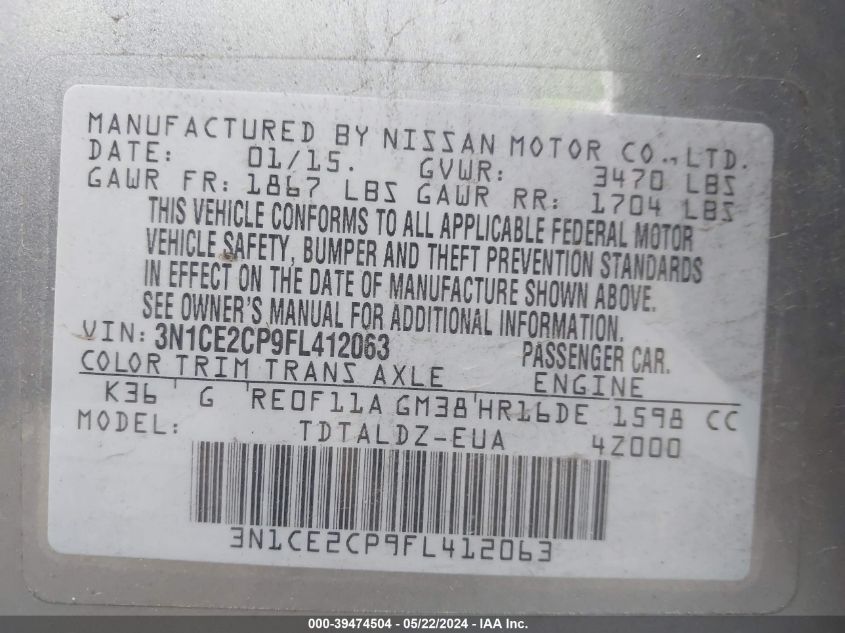 MANUFACTURED BY NISSAN MOTOR CO., LTD.
DATE: 01/15. GVWR: 3470 LBS
GAWR FR: 1867 LBS GAWR RR: 1704 LBS
THIS VEHICLE CONFORMS TO ALL APPLICABLE FEDERAL MOTOR
VEHICLE SAFETY, BUMPER AND THEFT PREVENTION STANDARDS
IN EFFECT ON THE DATE OF MANUFACTURE SHOWN ABOVE.
SEE OWNER'S MANUAL FOR ADDITIONAL INFORMATION.
VIN: 3N1CE2CP9FL412063 PASSENGER CAR.
COLOR TRIM TRANS AXLE ENGINE
K36 G RE0F11A GM38 HR16DE 1598 CC
MODEL: TDTALDZ-EUA 4Z000
3N1CE2CP9FL412063
000-39474504 - 05/22/2024 - IAA Inc.